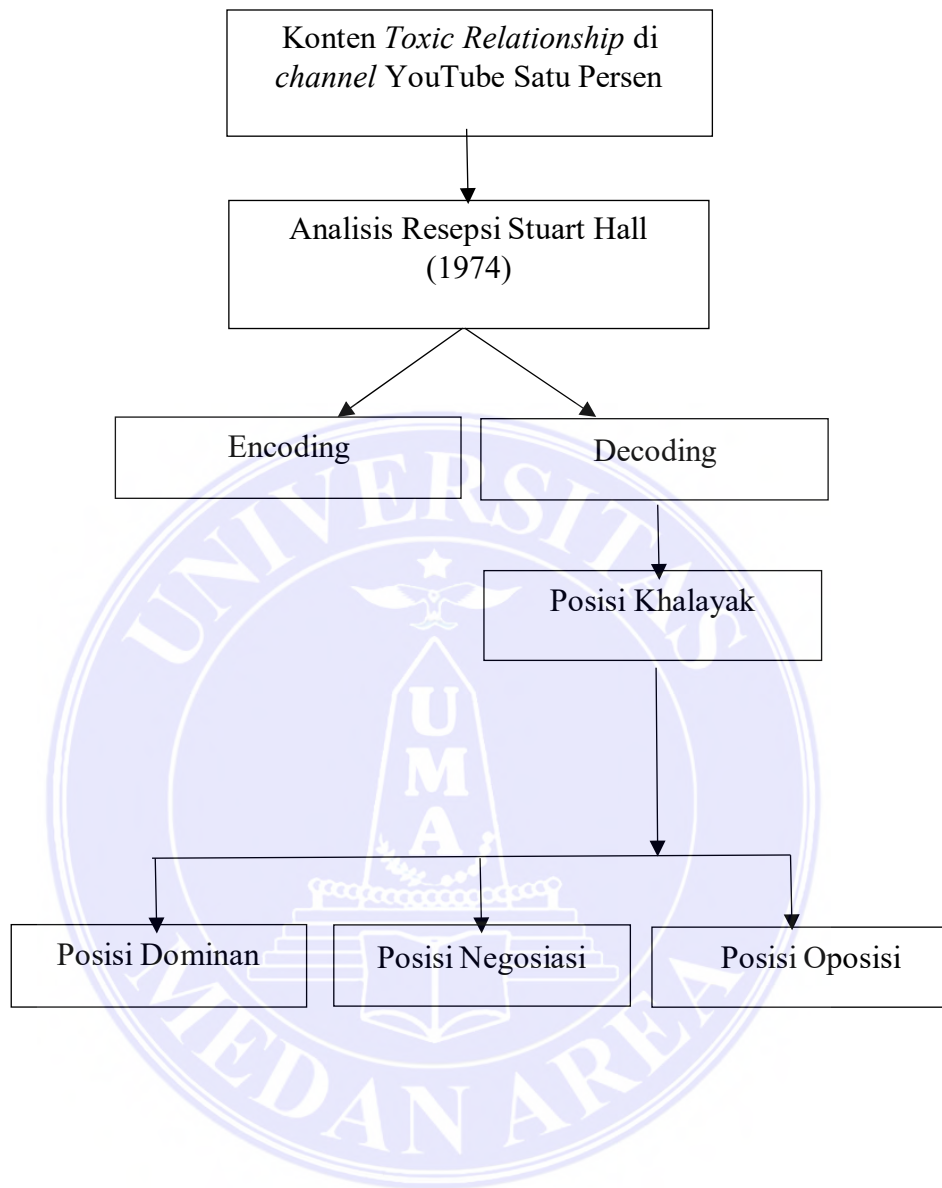 Konten Toxic Relationship di
channel YouTube Satu Persen
Analisis Resepsi Stuart Hall
(1974)
Encoding
Decoding
Posisi Khalayak
Posisi Dominan
Posisi Negosiasi
Posisi Oposisi
UNIVERSITAS
UMA
MEDAN AREA